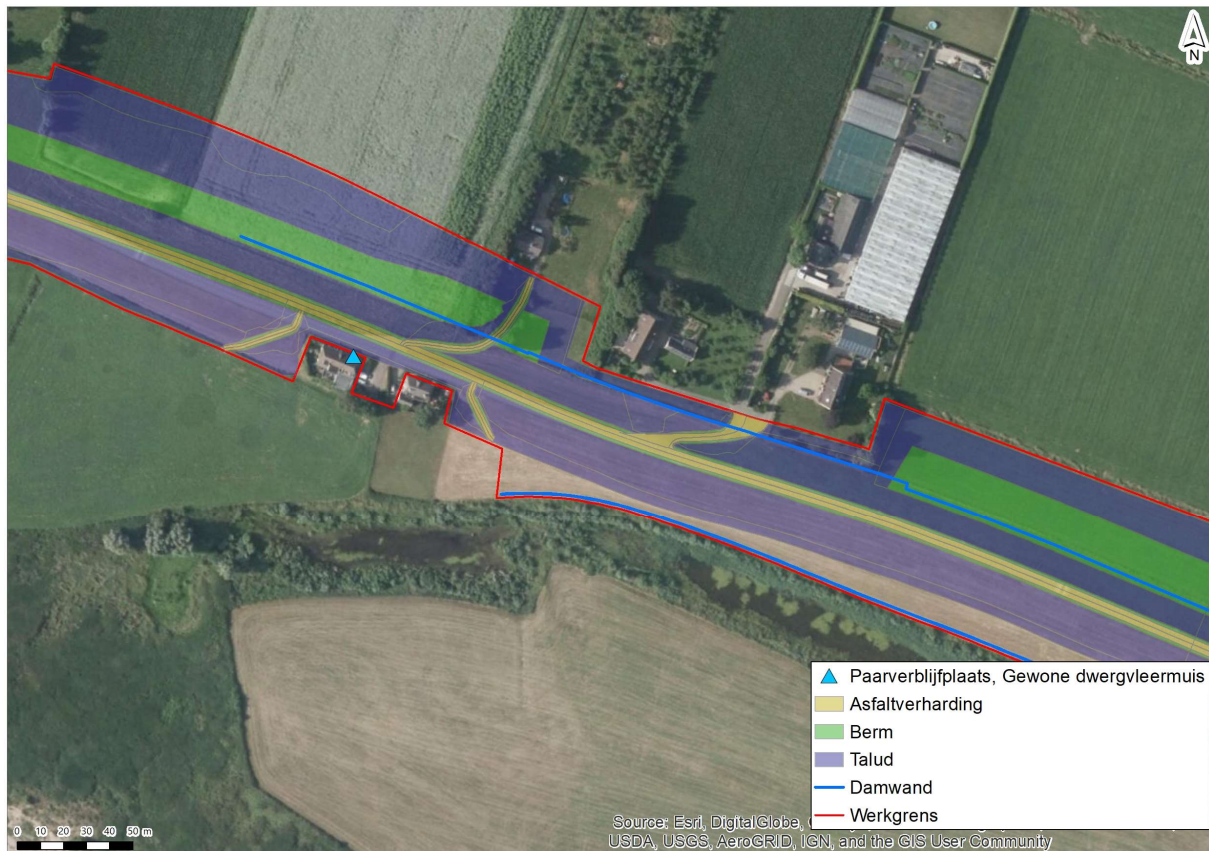 N
Paarverblijfplaats, Gewone dwergvleermuis
Asfaltverharding
Berm
Talud
Damwand
Werkgrens
0 10 20 30 40 50 m
Source: Esri, DigitalGlobe,
USDA, USGS, AeroGRID, IGN, and the GIS User Community